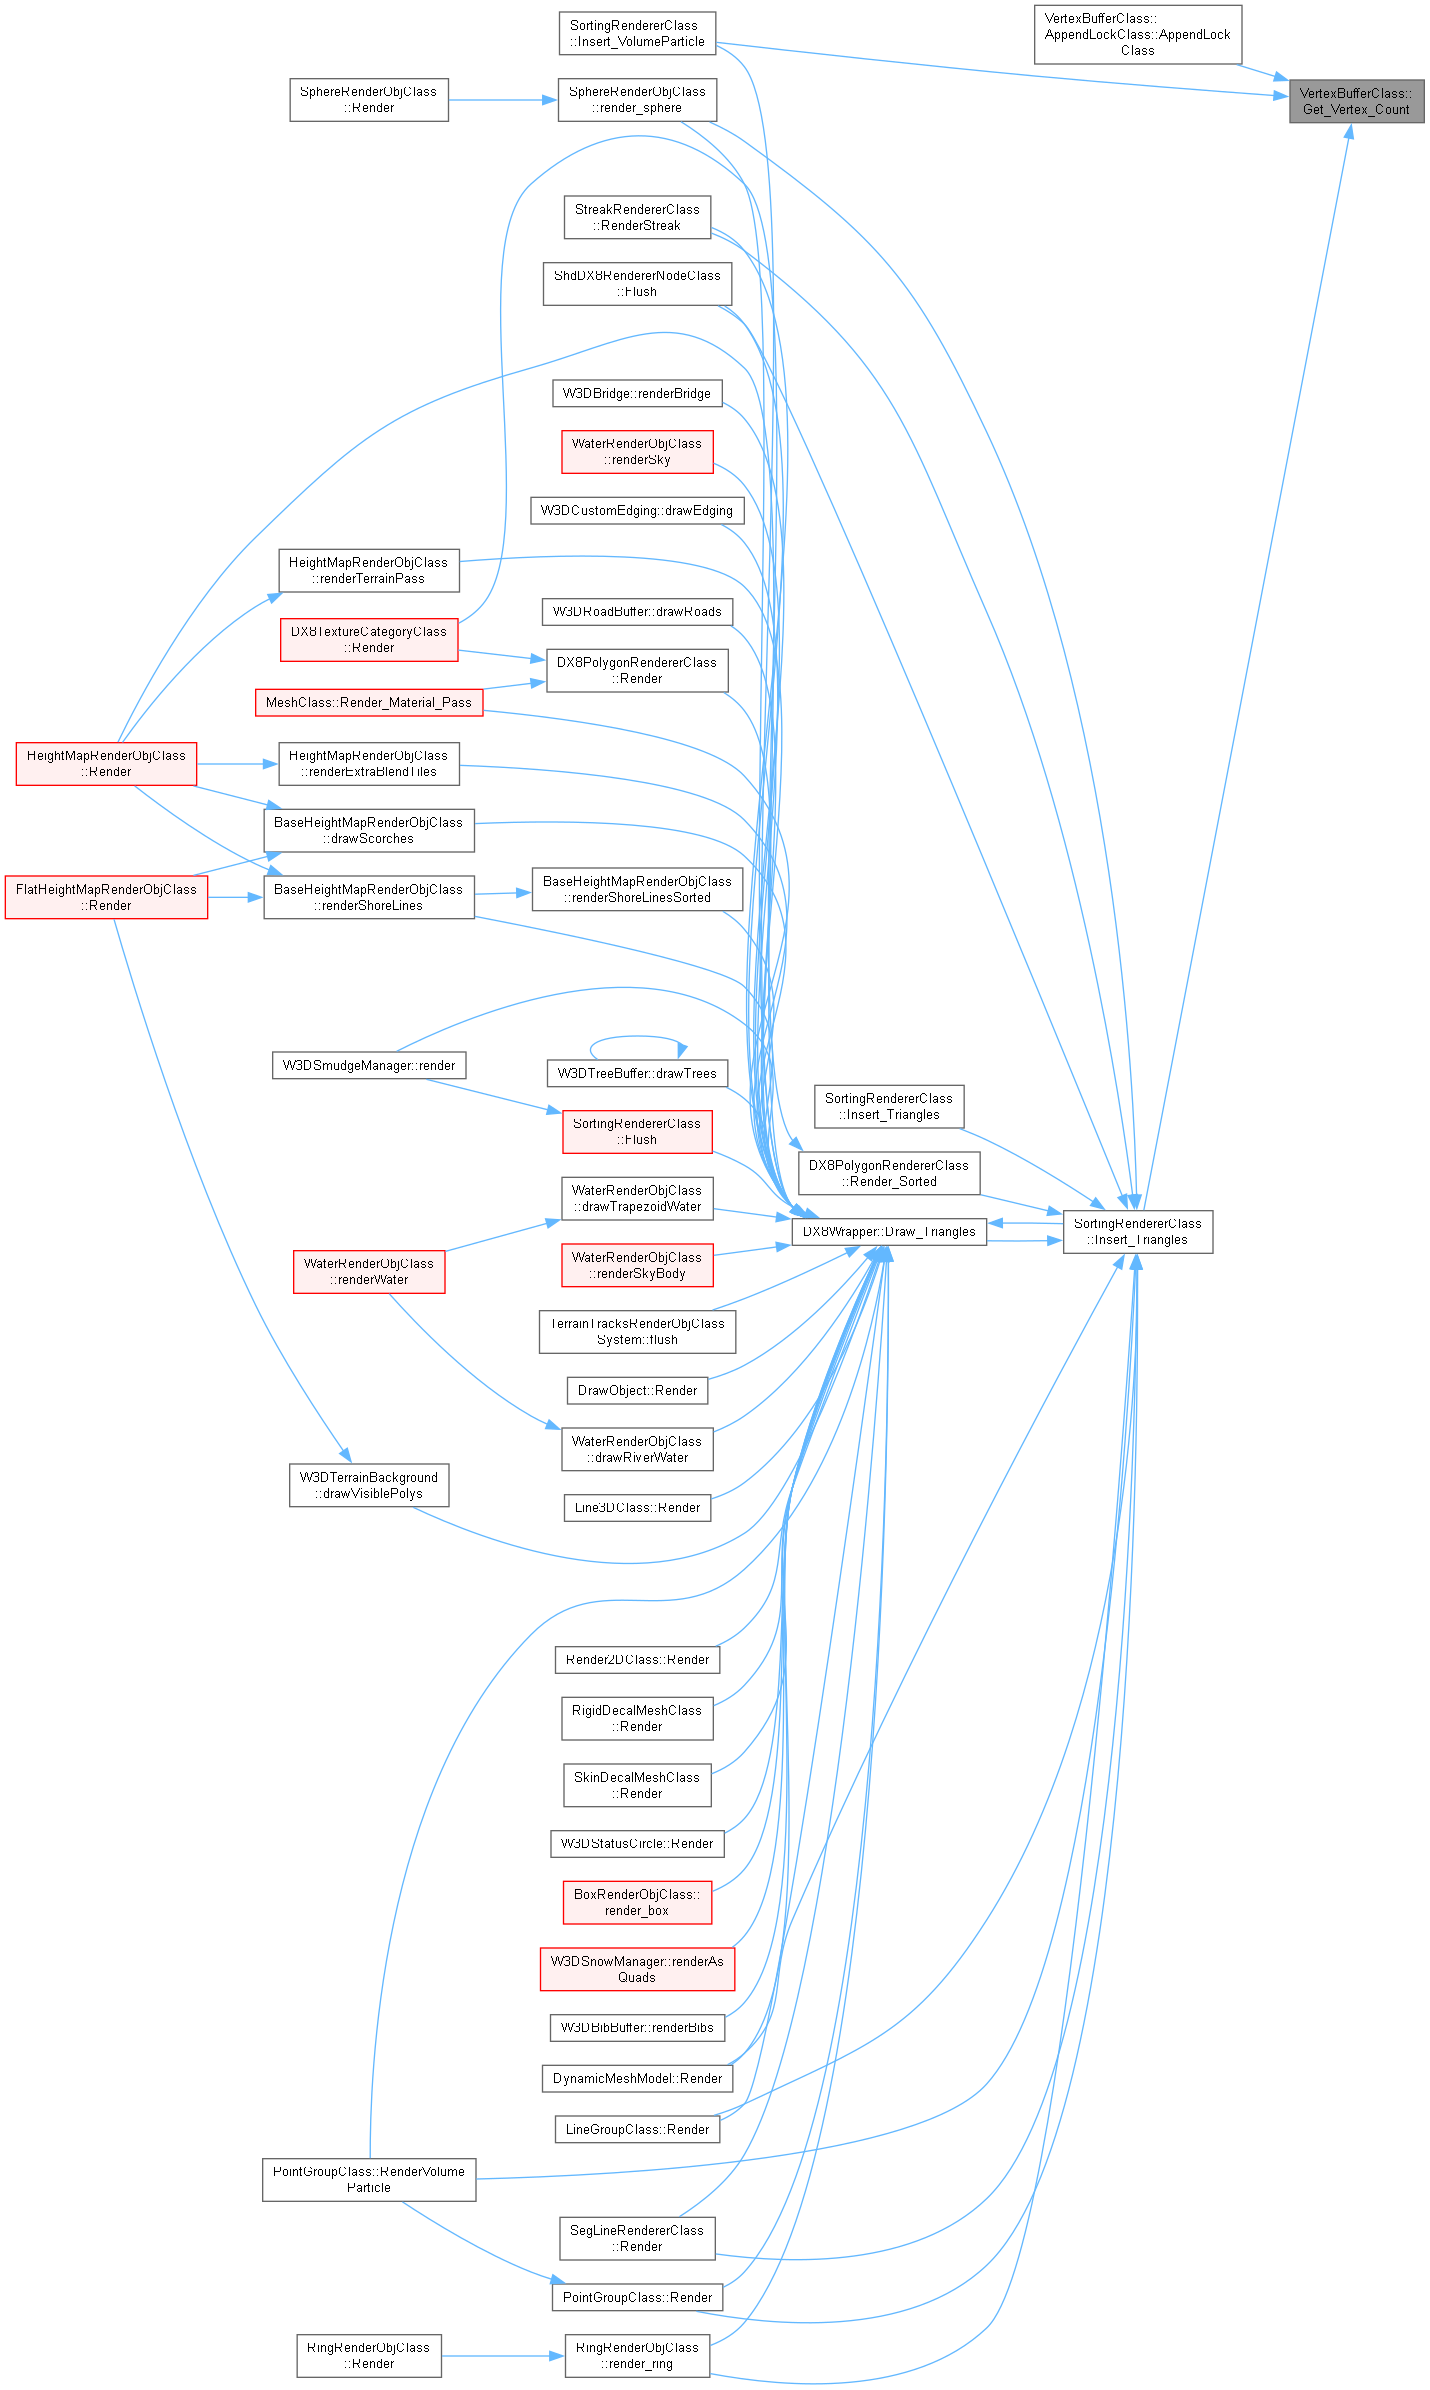 SortingRendererClass
::Insert_VolumeParticle
VertexBufferClass::
AppendLockClass::AppendLock
Class
SphereRenderObjClass
::Render
SphereRenderObjClass
::render_sphere
VertexBufferClass::
Get_Vertex_Count
StreakRendererClass
::RenderStreak
ShdDX8RendererNodeClass
::Flush
W3DBridge::renderBridge
WaterRenderObjClass
::renderSky
W3DCustomEdging::drawEdging
HeightMapRenderObjClass
::renderTerrainPass
W3DRoadBuffer::drawRoads
DX8TextureCategoryClass
::Render
DX8PolygonRendererClass
::Render
MeshClass::Render_Material_Pass
HeightMapRenderObjClass
::Render
HeightMapRenderObjClass
::renderExtraBlendTiles
BaseHeightMapRenderObjClass
::drawScorches
FlatHeightMapRenderObjClass
::Render
BaseHeightMapRenderObjClass
::renderShoreLines
BaseHeightMapRenderObjClass
::renderShoreLinesSorted
W3DSmudgeManager::render
W3DTreeBuffer::drawTrees
SortingRendererClass
::Insert_Triangles
SortingRendererClass
::Flush
DX8PolygonRendererClass
::Render_Sorted
WaterRenderObjClass
::drawTrapezoidWater
DX8Wrapper::Draw_Triangles
SortingRendererClass
::Insert_Triangles
WaterRenderObjClass
::renderWater
WaterRenderObjClass
::renderSkyBody
TerrainTracksRenderObjClass
System::flush
DrawObject::Render
WaterRenderObjClass
::drawRiverWater
W3DTerrainBackground
::drawVisiblePolys
Line3DClass::Render
Render2DClass::Render
RigidDecalMeshClass
::Render
SkinDecalMeshClass
::Render
W3DStatusCircle::Render
BoxRenderObjClass::
render_box
W3DSnowManager::renderAs
Quads
W3DBibBuffer::renderBibs
DynamicMeshModel::Render
LineGroupClass::Render
PointGroupClass::RenderVolume
Particle
SegLineRendererClass
::Render
PointGroupClass::Render
RingRenderObjClass
::Render
RingRenderObjClass
::render_ring